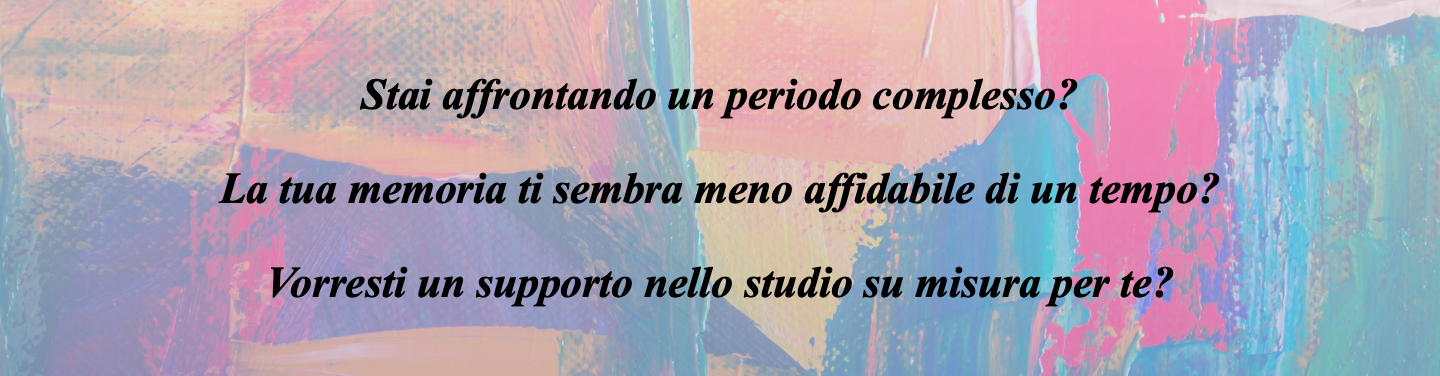 Stai affrontando un periodo complesso?
La tua memoria ti sembra meno affidabile di un tempo?
Vorresti un supporto nello studio su misura per te?